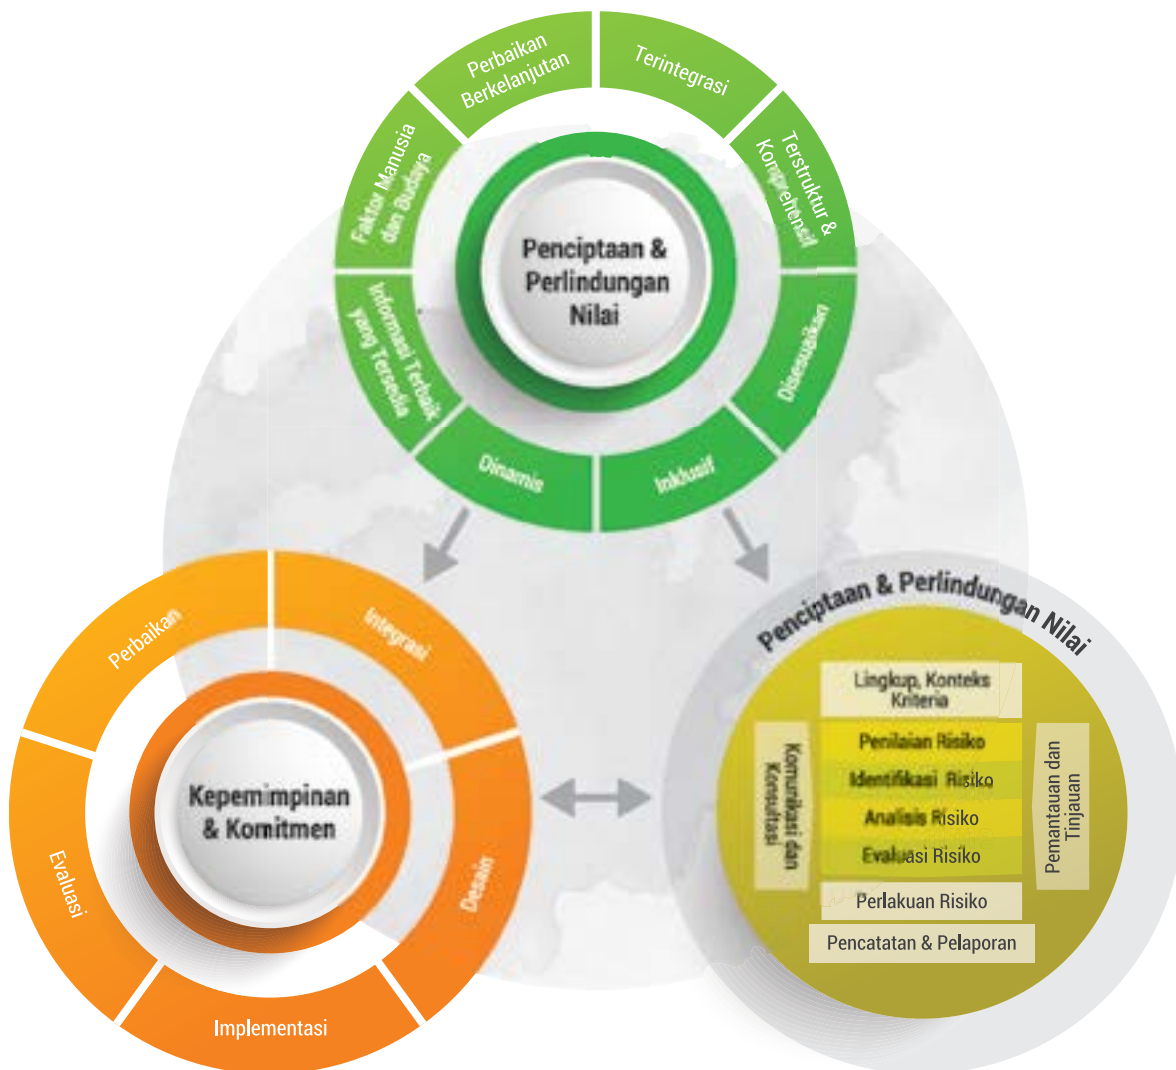 Perbaikan
Berkelanjutan
Terintegrasi
Terstruktur &
Komprehensif
Disesuaikan
Inklusif
Dinamis
Informasi Terbaik
yang Tersedia
Faktor Manusia
dan Budaya
Penciptaan &
Perlindungan
Nilai
Perbaikan
Integrasi
Desain
Implementasi
Evaluasi
Kepemimpinan
& Komitmen
Penciptaan & Perlindungan Nilai
Lingkup, Konteks
Kriteria
Penilaian Risiko
Identifikasi Risiko
Analisis Risiko
Evaluasi Risiko
Perlakuan Risiko
Pencatatan & Pelaporan
Komunikasi dan
Konsultasi
Pemantauan dan
Tinjauan